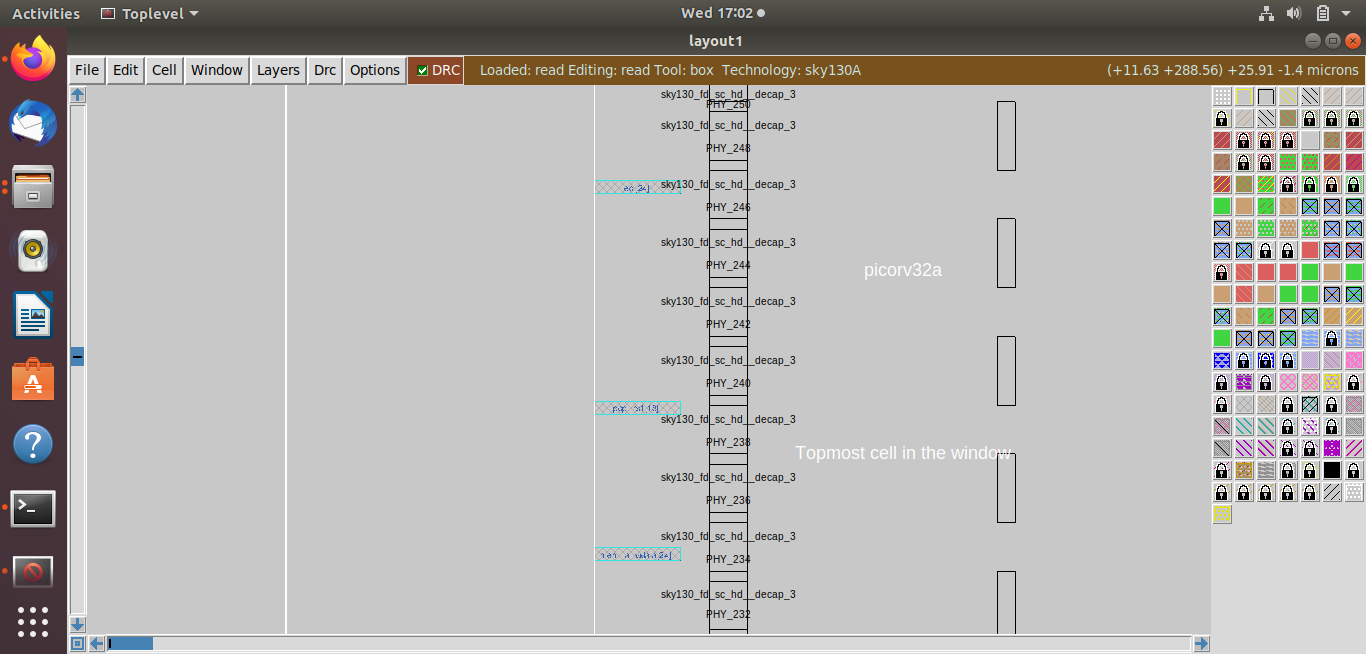 Activities Toplevel Wed 17:02
layout1
File Edit Cell Window Layers Drc Options DRC Loaded: read Editing: read Tool: box Technology: sky130A (+11.63 +288.56) +25.91 -1.4 microns
sky130_fd_sc_hd__decap_3
PHY_250
sky130_fd_sc_hd__decap_3
PHY_248
sky130_fd_sc_hd__decap_3
PHY_246
sky130_fd_sc_hd__decap_3
PHY_244
picorv32a
sky130_fd_sc_hd__decap_3
PHY_242
sky130_fd_sc_hd__decap_3
PHY_240
sky130_fd_sc_hd__decap_3
PHY_238
Topmost cell in the window
sky130_fd_sc_hd__decap_3
PHY_236
sky130_fd_sc_hd__decap_3
PHY_234
sky130_fd_sc_hd__decap_3
PHY_232